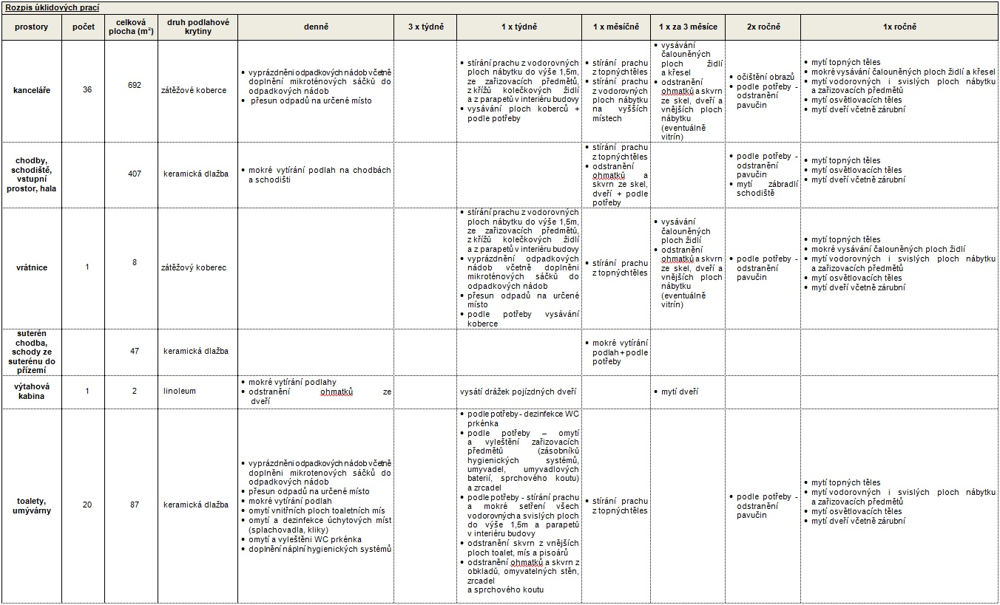 Rozpis úklidových prací
prostory
počet
celková
plocha (m²)
druh podlahové
krytiny
denně
3 x týdně
1 x týdně
1 x měsíčně
1 x za 3 měsíce
2x ročně
1x ročně
kanceláře
36
692
zátěžové koberce
• vyprázdnění odpadkových nádob včetně
doplnění mikroténových sáčků do
odpadkových nádob
• přesun odpadů na určené místo
• stírání prachu z vodorovných
ploch nábytku do výše 1,5m,
ze zařizovacích předmětů,
z křížů kolečkových židlí
a z parapetů v interiéru budovy
• vysávání ploch koberců +
podle potřeby
• stírání prachu
z topných těles
• stírání prachu
z vodorovných
ploch nábytku
na vyšších
místech
• vysávání
čalouněných
ploch židlí
a křesel
• odstranění
ohmatků a skvrn
ze skel, dveří a
vnějších ploch
nábytku
(eventuálně
vitrín)
• očištění obrazů
• podle potřeby -
odstranění
pavučin
• mytí topných těles
• mokré vysávání čalouněných ploch židlí a křesel
• mytí vodorovných i svislých ploch nábytku
a zařizovacích předmětů
• mytí osvětlovacích těles
• mytí dveří včetně zárubní
chodby,
schodiště,
vstupní
prostor, hala
407
keramická dlažba
• mokré vytírání podlah na chodbách
a schodišti
• stírání prachu
z topných těles
• odstranění
ohmatků a
skvrn ze skel,
dveří + podle
potřeby
• podle potřeby -
odstranění
pavučin
• mytí zábradlí
schodiště
• mytí topných těles
• mytí osvětlovacích těles
• mytí dveří včetně zárubní
vrátnice
1
8
zátěžový koberec
• stírání prachu z vodorovných
ploch nábytku do výše 1,5m,
ze zařizovacích předmětů,
z křížů kolečkových židlí
a z parapetů v interiéru budovy
• vyprázdnění odpadkových
nádob včetně doplnění
mikroténových sáčků do
odpadkových nádob
• přesun odpadů na určené
místo
• podle potřeby vysávání
koberce
• stírání prachu
z topných těles
• vysávání
čalouněných
ploch židlí
• odstranění
ohmatků a skvrn
ze skel, dveří a
vnějších ploch
nábytku
(eventuálně
vitrín)
• podle potřeby -
odstranění
pavučin
• mytí topných těles
• mokré vysávání čalouněných ploch židlí
• mytí vodorovných i svislých ploch nábytku
a zařizovacích předmětů
• mytí osvětlovacích těles
• mytí dveří včetně zárubní
suterén
chodba,
schody ze
suterénu do
přízemí
47
keramická dlažba
• mokré vytírání
podlah + podle
potřeby
výtahová
kabina
1
2
linoleum
• mokré vytírání podlahy
• odstranění ohmatků ze
dveří
vysátí drážek pojízdných dveří
• mytí dveří
toalety,
umývárny
20
87
keramická dlažba
• vyprázdnění odpadkových nádob včetně
doplnění mikrotenových sáčků do
odpadkových nádob
• přesun odpadů na určené místo
• mokré vytírání podlah
• omytí vnitřních ploch toaletních mís
• omytí a dezinfekce úchytových míst
(splachovadla, kliky)
• omytí a vyleštění WC prkénka
• doplnění náplní hygienických systémů
• podle potřeby - dezinfekce WC
prkénka
• podle potřeby – omytí
a vyleštění zařizovacích
předmětů (zásobníků
hygienických systémů,
umyvadel, umyvadlových
baterií, sprchového koutu)
a zrcadel
• podle potřeby - stírání prachu
a mokré setření všech
vodorovných a svislých ploch
do výše 1,5m a parapetů
v interiéru budovy
• odstranění skvrn z vnějších
ploch toalet, mís a pisoárů
• odstranění ohmatků a skvrn z
obkladů, omyvatelných stěn,
zrcadel
a sprchového koutu
• stírání prachu
z topných těles
• podle potřeby -
odstranění
pavučin
• mytí topných těles
• mytí vodorovných i svislých ploch nábytku
a zařizovacích předmětů
• mytí osvětlovacích těles
• mytí dveří včetně zárubní